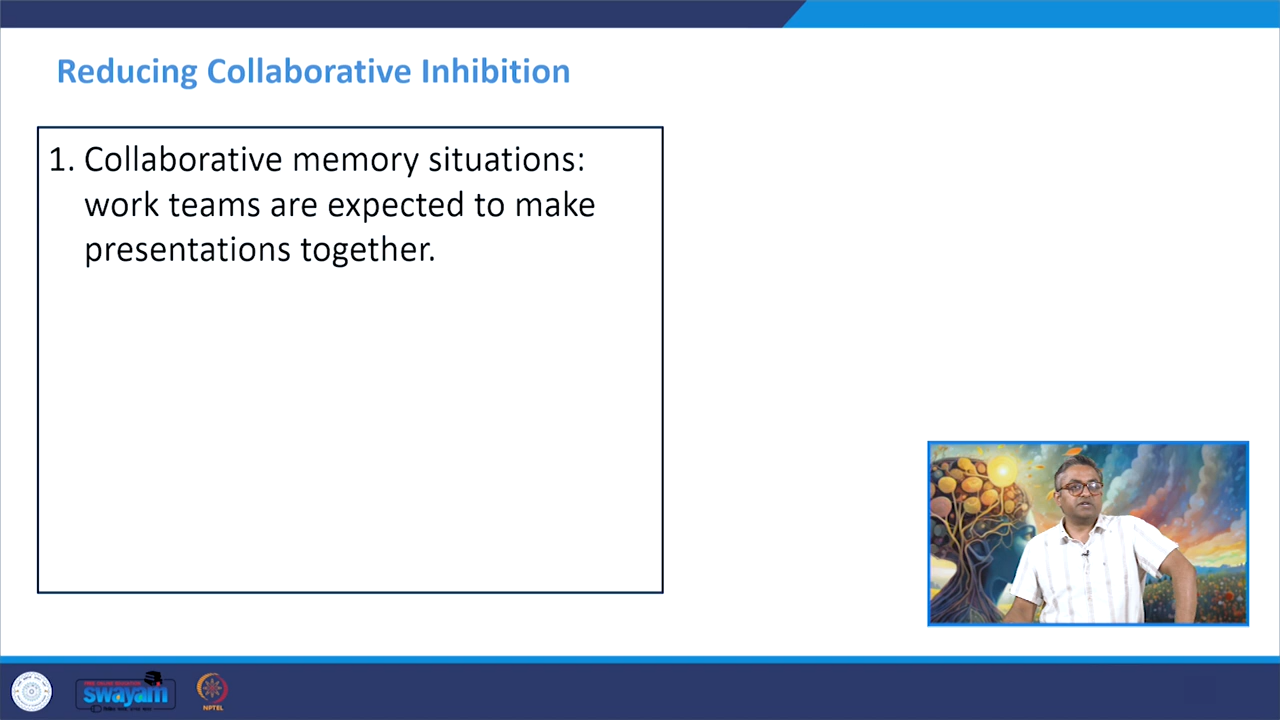 Reducing Collaborative Inhibition
1. Collaborative memory situations:
work teams are expected to make
presentations together.
swayam
NPTEL